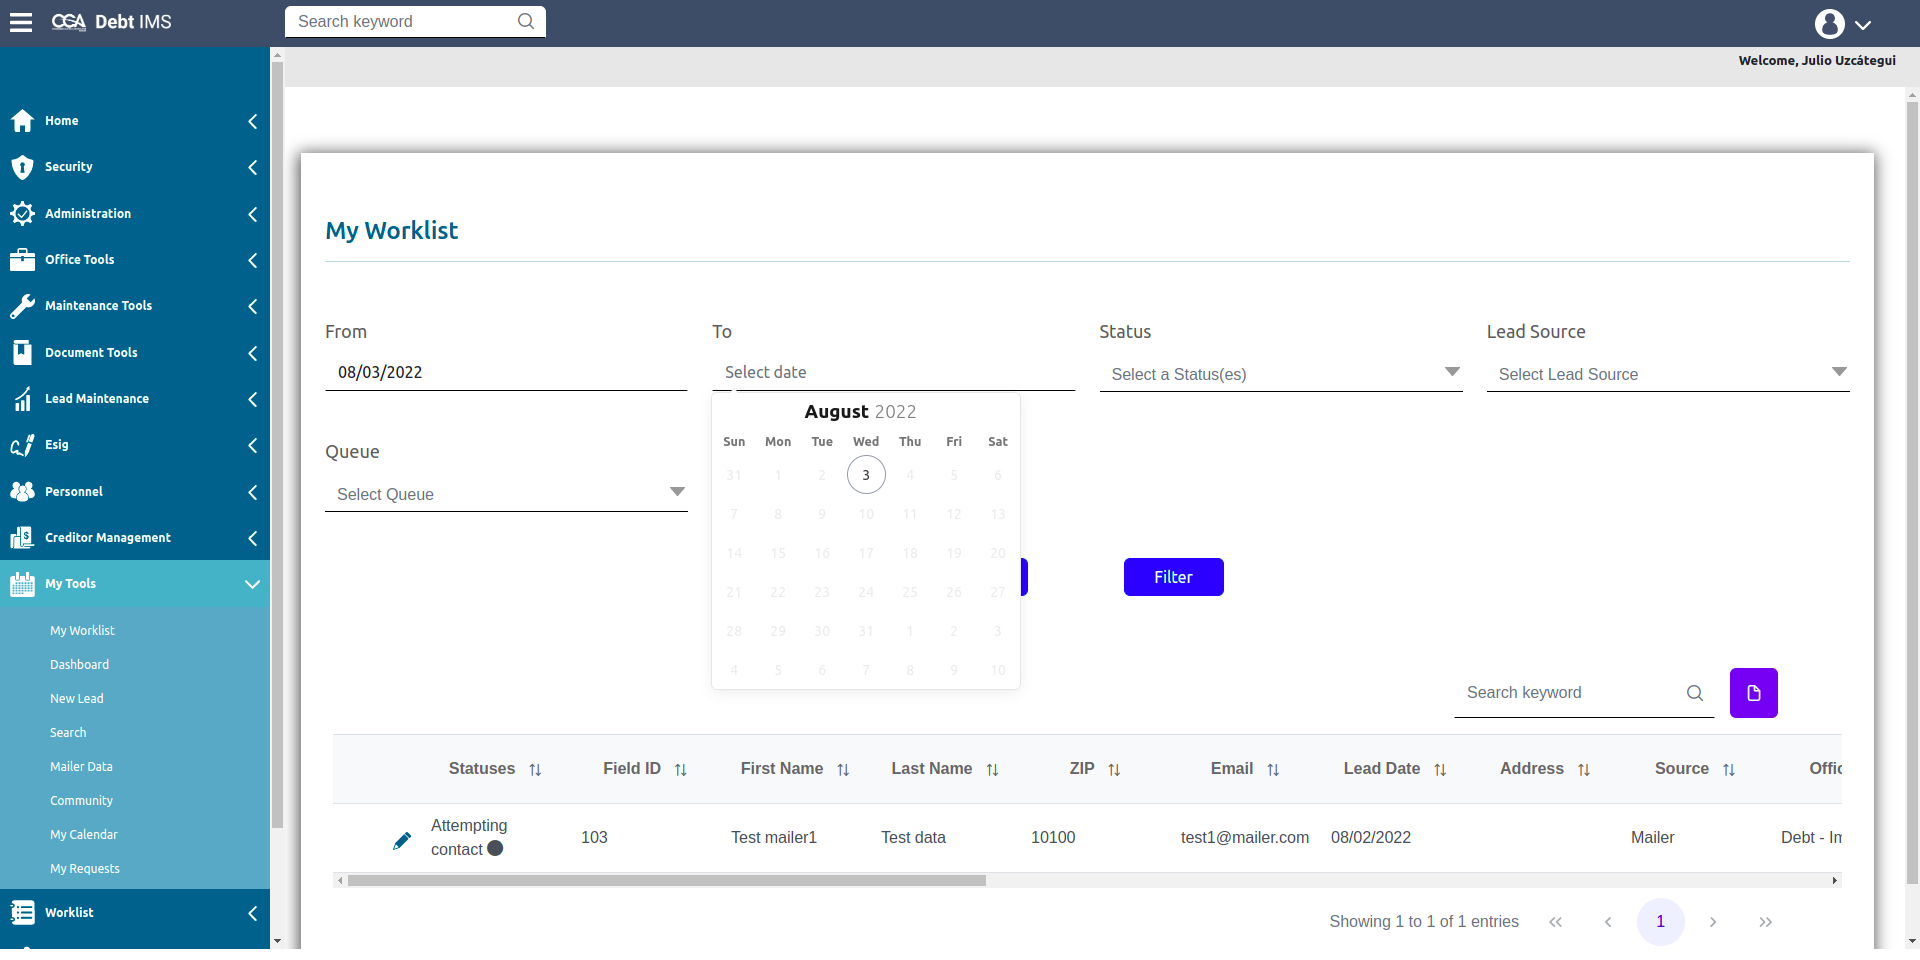 CGA Debt IMS
Search keyword
Welcome, Julio Uzcátegui
Home
Security
Administration
Office Tools
Maintenance Tools
Document Tools
Lead Maintenance
Esig
Personnel
Creditor Management
My Tools
My Worklist
Dashboard
New Lead
Search
Mailer Data
Community
My Calendar
My Requests
Worklist
My Worklist
From To Status Lead Source
08/03/2022 Select date Select a Status(es) Select Lead Source
Queue
Select Queue
August 2022
Sun Mon Tue Wed Thu Fri Sat
31 1 2 3 4 5 6
7 8 9 10 11 12 13
14 15 16 17 18 19 20
21 22 23 24 25 26 27
28 29 30 31 1 2 3
4 5 6 7 8 9 10
Filter
Search keyword
Statuses Field ID First Name Last Name ZIP Email Lead Date Address Source Offic
Attempting contact 103 Test mailer1 Test data 10100 test1@mailer.com 08/02/2022 Mailer Debt - Im
Showing 1 to 1 of 1 entries « ‹ 1 › »